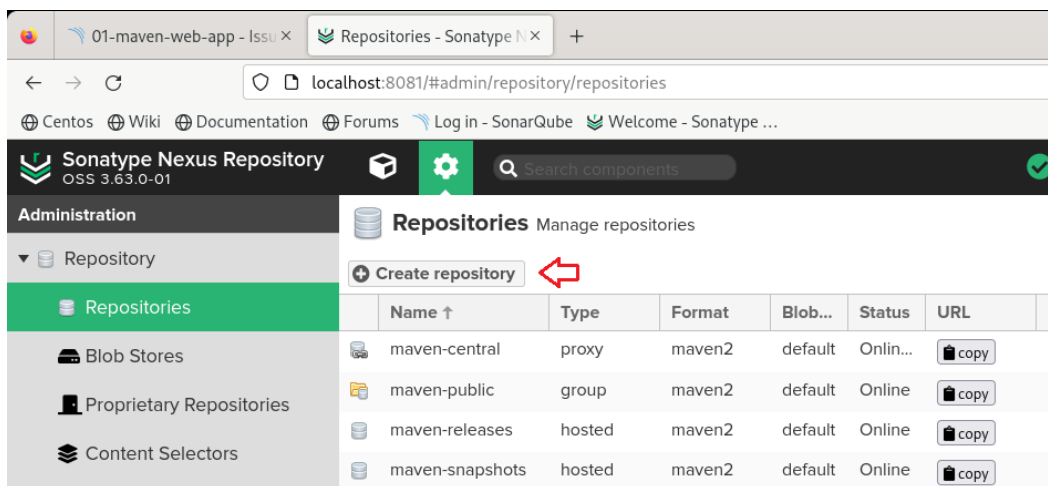 01-maven-web-app - Issu ×
Repositories - Sonatype N ×
+
localhost:8081/#admin/repository/repositories
Centos Wiki Documentation Forums Log in - SonarQube Welcome - Sonatype ...
Sonatype Nexus Repository
OSS 3.63.0-01
Search components
Administration
Repositories Manage repositories
Repository
Create repository
Repositories
Name ↑ Type Format Blob... Status URL
Blob Stores
maven-central proxy maven2 default Onlin... copy
Proprietary Repositories
maven-public group maven2 default Online copy
maven-releases hosted maven2 default Online copy
Content Selectors
maven-snapshots hosted maven2 default Online copy